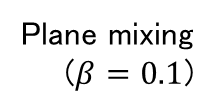 Plane mixing
(β = 0.1)